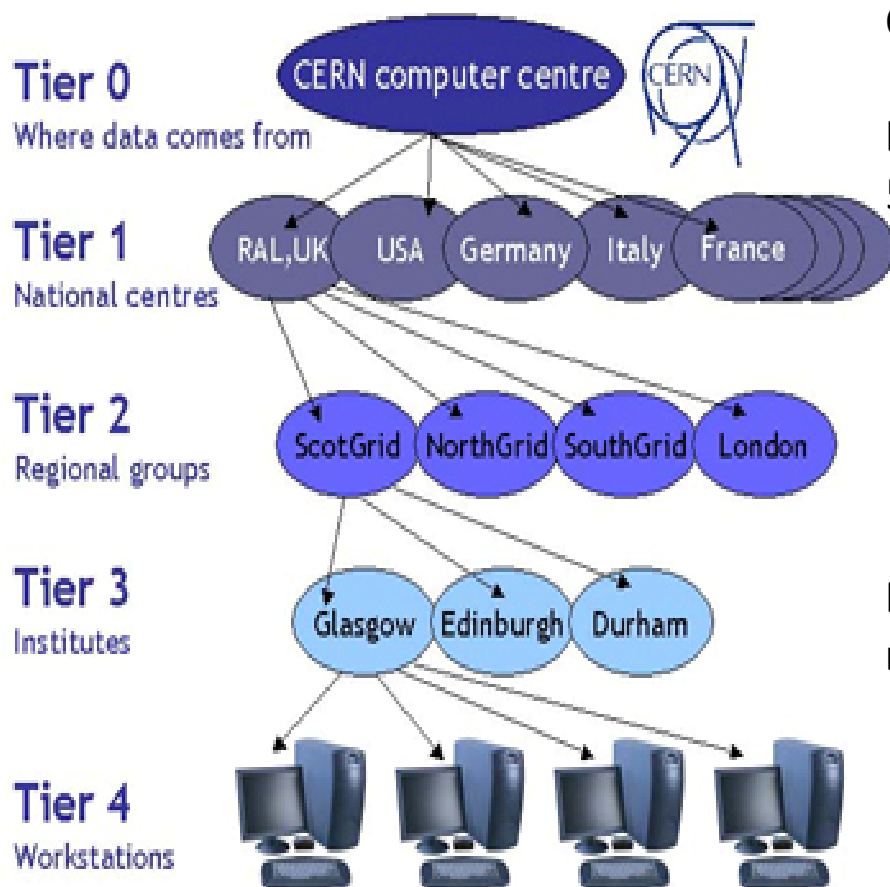 CERN computer centre
CERN
Tier 0
Where data comes from
Tier 1
National centres
RAL,UK
USA
Germany
Italy
France
Tier 2
Regional groups
ScotGrid
NorthGrid
SouthGrid
London
Tier 3
Institutes
Glasgow
Edinburgh
Durham
Tier 4
Workstations